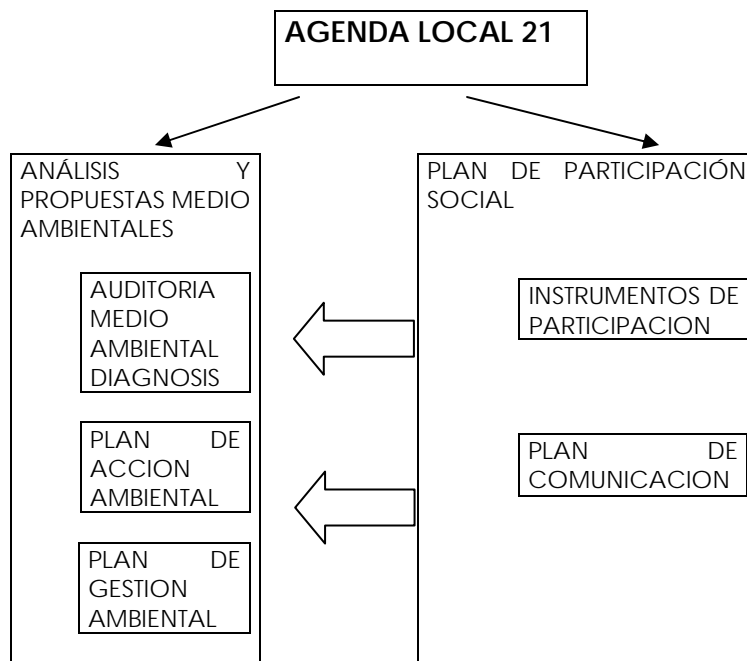 AGENDA LOCAL 21
ANÁLISIS Y
PROPUESTAS MEDIO
AMBIENTALES
AUDITORIA
MEDIO
AMBIENTAL
DIAGNOSIS
PLAN DE
ACCION
AMBIENTAL
PLAN DE
GESTION
AMBIENTAL
PLAN DE PARTICIPACIÓN
SOCIAL
INSTRUMENTOS DE
PARTICIPACION
PLAN DE
COMUNICACION